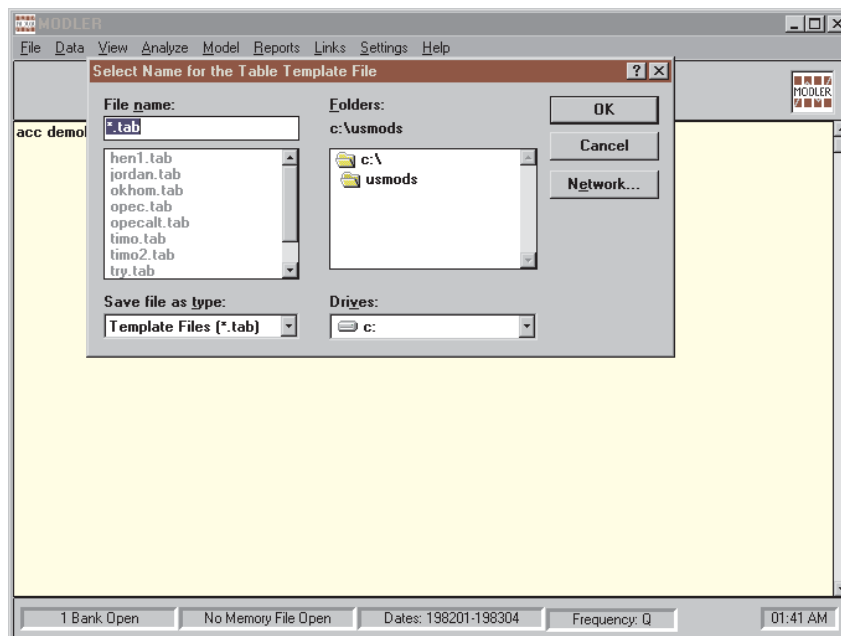 MODLER
File Data View Analyze Model Reports Links Settings Help
Select Name for the Table Template File
MODLER
File name:
*.tab
hen1.tab
jordan.tab
okhom.tab
opec.tab
opecalt.tab
timo.tab
timo2.tab
try.tab
Save file as type:
Template Files (*.tab)
Folders:
c:\usmods
c:\
usmods
Drives:
c:
OK
Cancel
Network...
acc demol
1 Bank Open No Memory File Open Dates: 198201-198304 Frequency: Q 01:41 AM